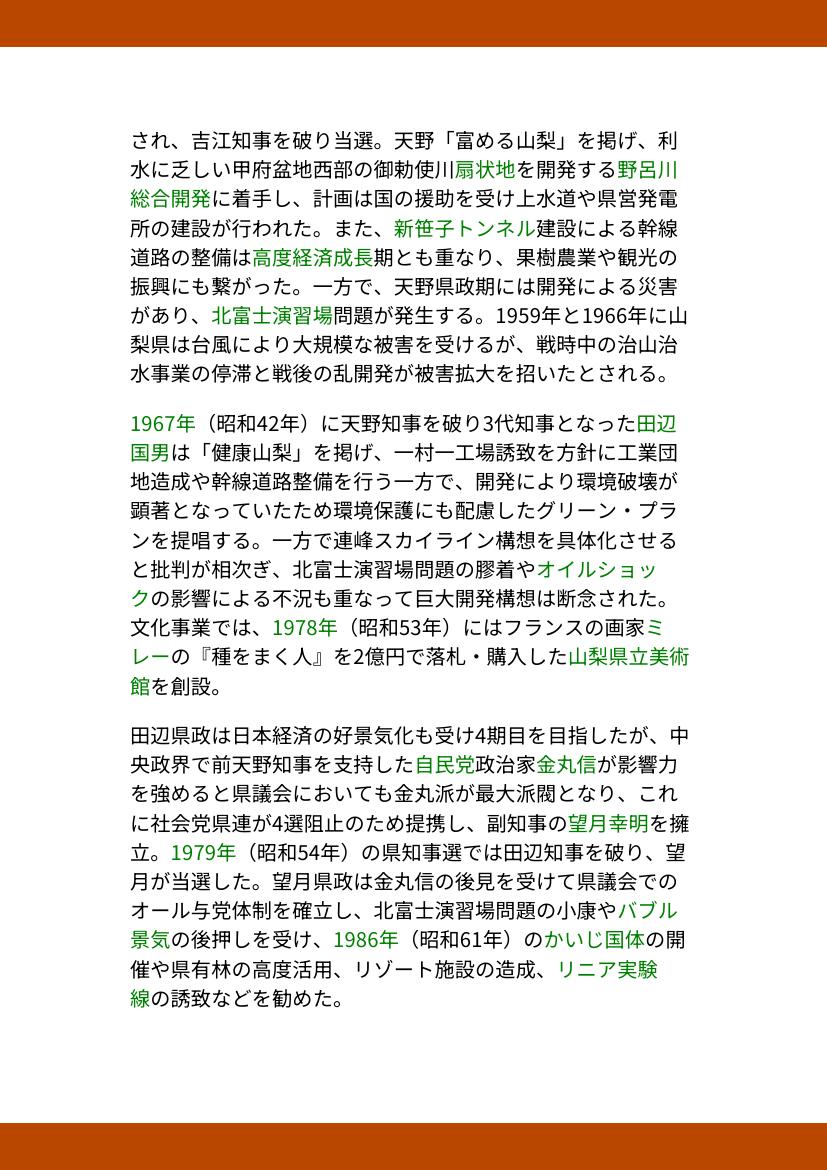 され、吉江知事を破り当選。天野「富める山梨」を掲げ、利
水に乏しい甲府盆地西部の御勅使川扇状地を開発する野呂川
総合開発に着手し、計画は国の援助を受け上水道や県営発電
所の建設が行われた。また、新笹子トンネル建設による幹線
道路の整備は高度経済成長期とも重なり、果樹農業や観光の
振興にも繋がった。一方で、天野県政期には開発による災害
があり、北富士演習場問題が発生する。1959年と1966年に山
梨県は台風により大規模な被害を受けるが、戦時中の治山治
水事業の停滞と戦後の乱開発が被害拡大を招いたとされる。
1967年（昭和42年）に天野知事を破り3代知事となった田辺
国男は「健康山梨」を掲げ、一村一工場誘致を方針に工業団
地造成や幹線道路整備を行う一方で、開発により環境破壊が
顕著となっていたため環境保護にも配慮したグリーン・プラ
ンを提唱する。一方で連峰スカイライン構想を具体化させる
と批判が相次ぎ、北富士演習場問題の膠着やオイルショッ
クの影響による不況も重なって巨大開発構想は断念された。
文化事業では、1978年（昭和53年）にはフランスの画家ミ
レーの『種をまく人』を2億円で落札・購入した山梨県立美術
館を創設。
田辺県政は日本経済の好景気化も受け4期目を目指したが、中
央政界で前天野知事を支持した自民党政治家金丸信が影響力
を強めると県議会においても金丸派が最大派閥となり、これ
に社会党県連が4選阻止のため提携し、副知事の望月幸明を擁
立。1979年（昭和54年）の県知事選では田辺知事を破り、望
月が当選した。望月県政は金丸信の後見を受けて県議会での
オール与党体制を確立し、北富士演習場問題の小康やバブル
景気の後押しを受け、1986年（昭和61年）のかいじ国体の開
催や県有林の高度活用、リゾート施設の造成、リニア実験
線の誘致などを勧めた。